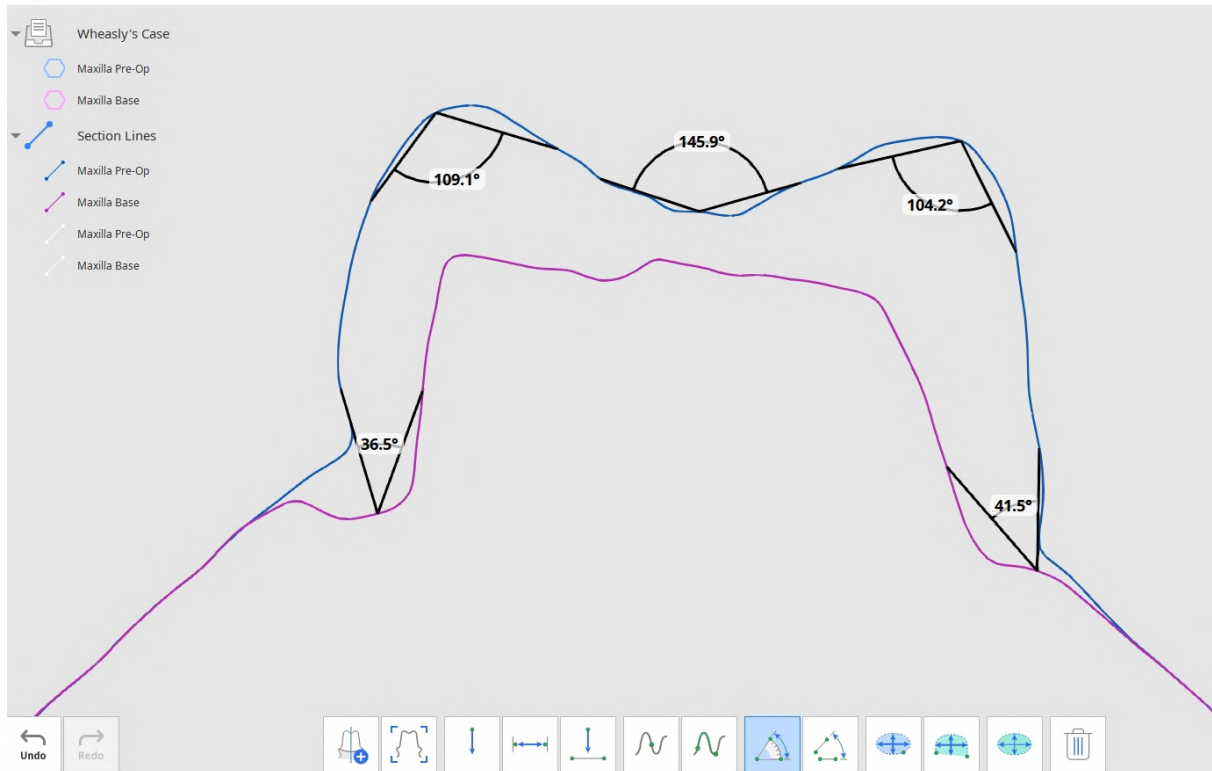 Wheasly's Case
Maxilla Pre-Op
Maxilla Base
Section Lines
Maxilla Pre-Op
Maxilla Base
Maxilla Pre-Op
Maxilla Base
145.9°
109.1°
104.2°
36.5°
41.5°
Undo
Redo